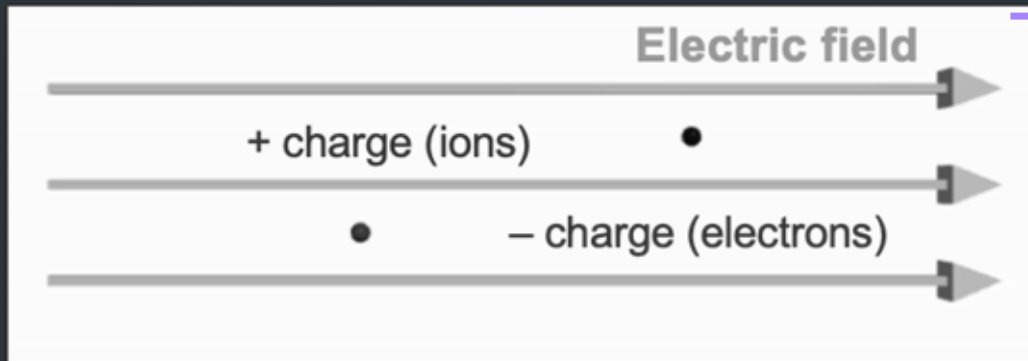 Electric field
+ charge (ions)
– charge (electrons)